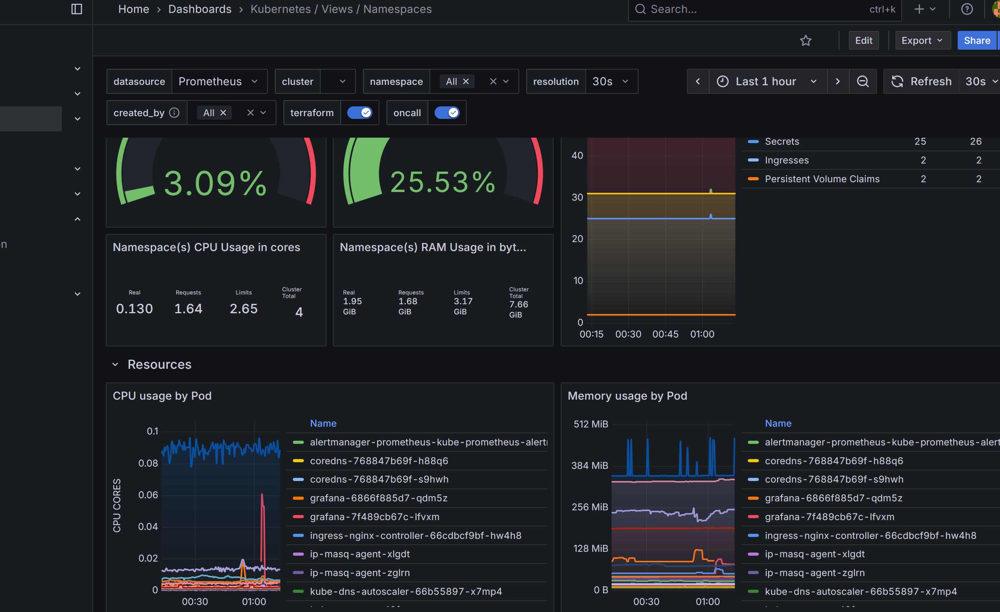 Home › Dashboards › Kubernetes / Views / Namespaces
Search...
ctrl+k
Edit
Export
Share
datasource Prometheus
cluster
namespace All
resolution 30s
Last 1 hour
Refresh 30s
created_by All
terraform
oncall
3.09%
25.53%
40
30
20
10
0
00:15 00:30 00:45 01:00
Secrets 25 26
Ingresses 2 2
Persistent Volume Claims 2 2
n
Namespace(s) CPU Usage in cores
Real
0.130
Requests
1.64
Limits
2.65
Cluster
Total
4
Namespace(s) RAM Usage in byt...
Real
1.95
GiB
Requests
1.68
GiB
Limits
3.17
GiB
Cluster
Total
7.66
GiB
Resources
CPU usage by Pod
CPU CORES
0.1
0.08
0.06
0.04
0.02
0
00:30 01:00
Name
alertmanager-prometheus-kube-prometheus-alert
coredns-768847b69f-h88q6
coredns-768847b69f-s9hwh
grafana-6866f885d7-qdm5z
grafana-7f489cb67c-lfvxm
ingress-nginx-controller-66cdbcf9bf-hw4h8
ip-masq-agent-xlgdt
ip-masq-agent-zglrn
kube-dns-autoscaler-66b55897-x7mp4
Memory usage by Pod
512 MiB
384 MiB
256 MiB
128 MiB
0 B
00:30 01:00
Name
alertmanager-prometheus-kube-prometheus-alert
coredns-768847b69f-h88q6
coredns-768847b69f-s9hwh
grafana-6866f885d7-qdm5z
grafana-7f489cb67c-lfvxm
ingress-nginx-controller-66cdbcf9bf-hw4h8
ip-masq-agent-xlgdt
ip-masq-agent-zglrn
kube-dns-autoscaler-66b55897-x7mp4